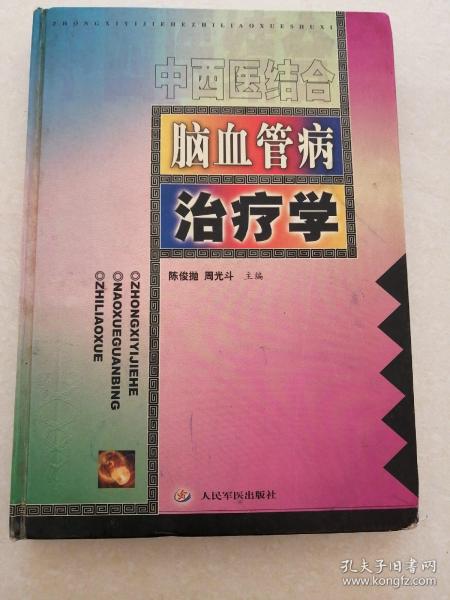 ZHONGXIYIJIEHEZHILIAOXUESHUXI
中西医结合
脑血管病
治疗学
陈俊抛 周光斗 主编
◎ZHONGXIYIJIEHE
◎NAOXUEGUANBING
◎ZHILIAOXUE
人民军医出版社
孔夫子旧书网
www.kongfz.com